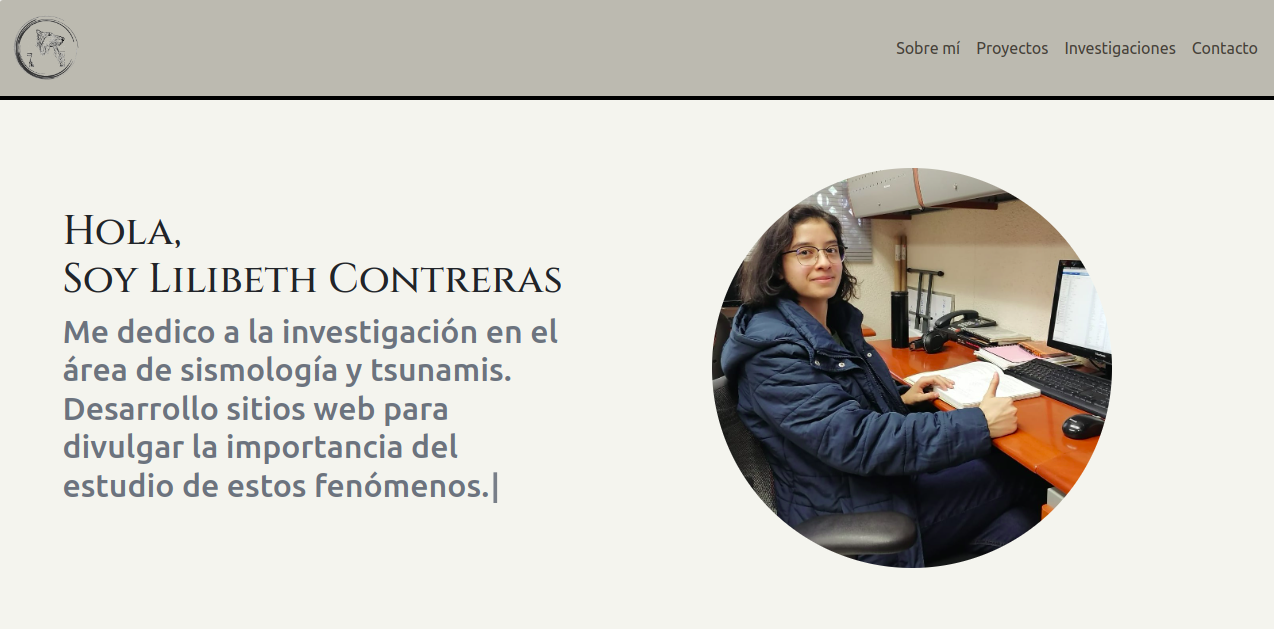 Sobre mí Proyectos Investigaciones Contacto
Hola,
Soy Lilibeth Contreras
Me dedico a la investigación en el
área de sismología y tsunamis.
Desarrollo sitios web para
divulgar la importancia del
estudio de estos fenómenos.|